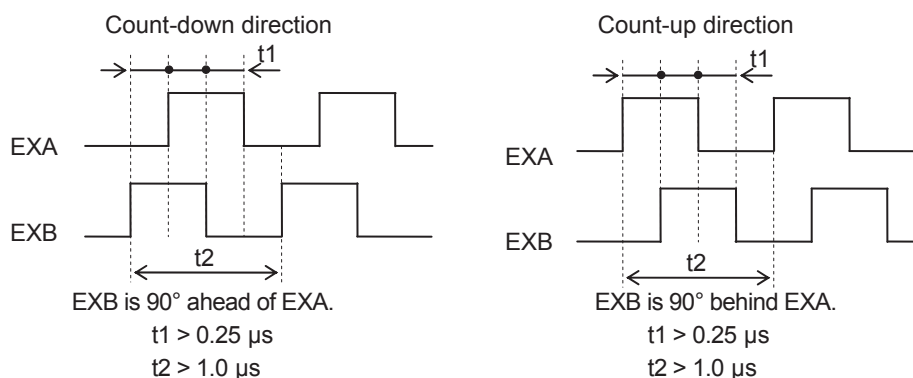 Count-down direction
t1
EXA
EXB
t2
EXB is 90° ahead of EXA.
t1 > 0.25 µs
t2 > 1.0 µs
Count-up direction
t1
EXA
EXB
t2
EXB is 90° behind EXA.
t1 > 0.25 µs
t2 > 1.0 µs